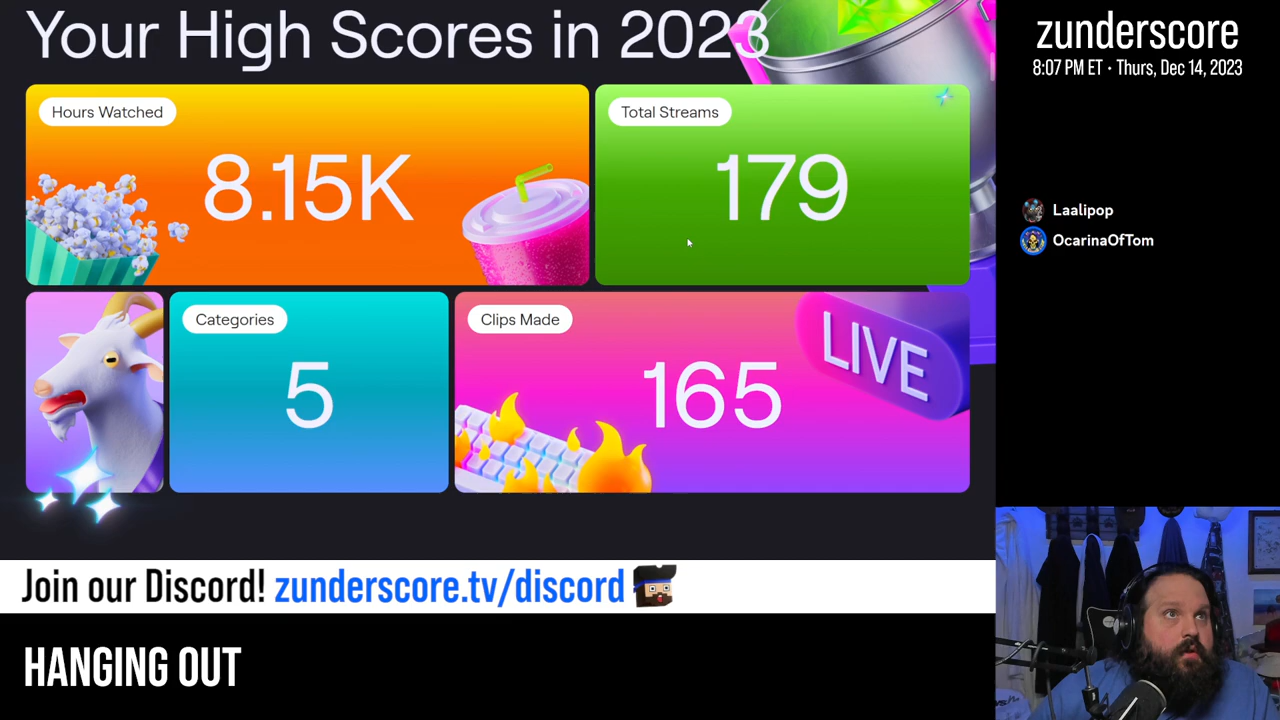 Your High Scores in 2023
Hours Watched
8.15K
Total Streams
179
Categories
5
Clips Made
165
LIVE
Join our Discord! zunderscore.tv/discord
HANGING OUT
zunderscore
8:07 PM ET • Thurs, Dec 14, 2023
Laalipop
OcarinaOfTom